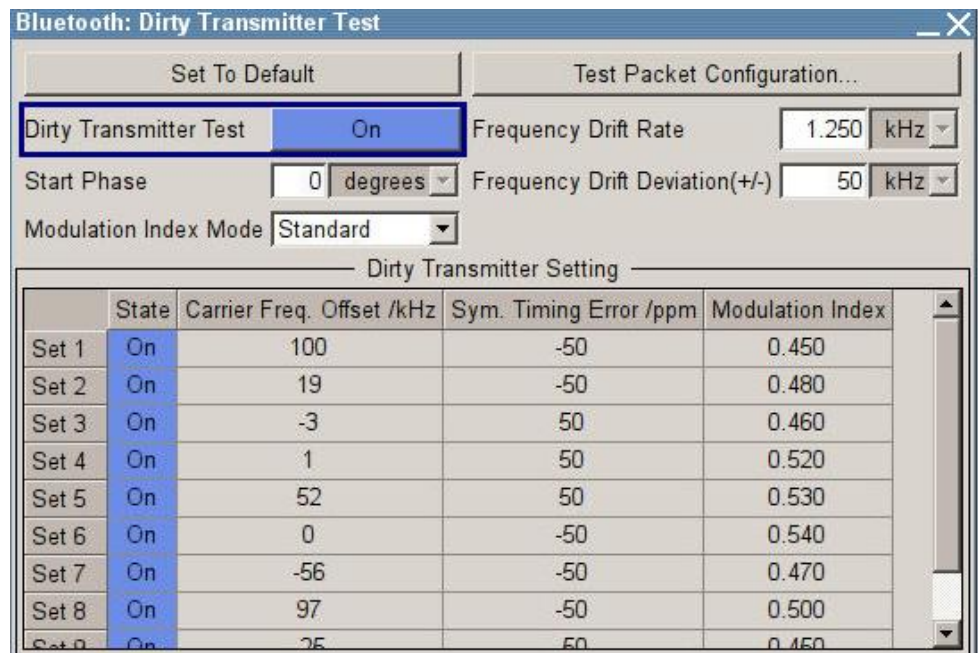 Bluetooth: Dirty Transmitter Test
Set To Default Test Packet Configuration...
Dirty Transmitter Test On Frequency Drift Rate 1.250 kHz
Start Phase 0 degrees Frequency Drift Deviation(+/-) 50 kHz
Modulation Index Mode Standard
Dirty Transmitter Setting
State Carrier Freq. Offset /kHz Sym. Timing Error /ppm Modulation Index
Set 1 On 100 -50 0.450
Set 2 On 19 -50 0.480
Set 3 On -3 50 0.460
Set 4 On 1 50 0.520
Set 5 On 52 50 0.530
Set 6 On 0 -50 0.540
Set 7 On -56 -50 0.470
Set 8 On 97 -50 0.500